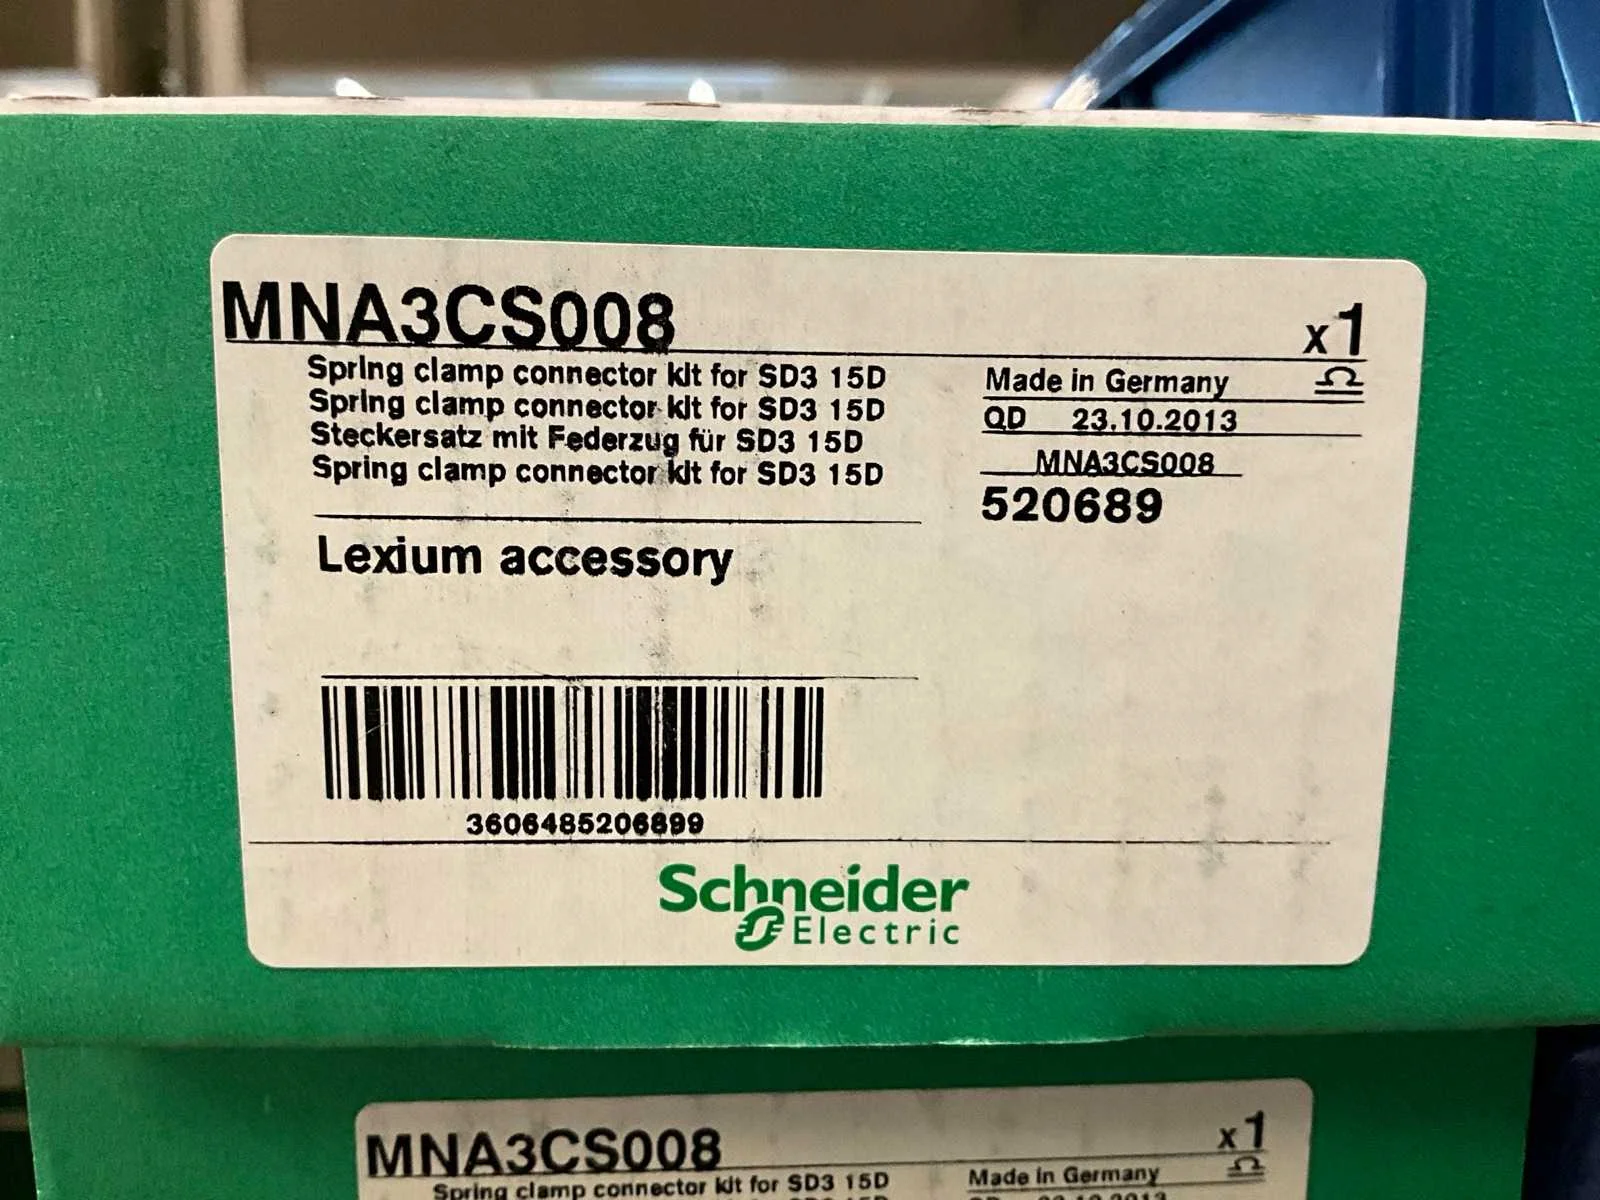 MNA3CS008
x1
Spring clamp connector kit for SD3 15D
Spring clamp connector kit for SD3 15D
Steckersatz mit Federzug für SD3 15D
Spring clamp connector kit for SD3 15D
Made in Germany
QD 23.10.2013
MNA3CS008
520689
Lexium accessory
3606485206899
Schneider
Electric
MNA3CS008
x1
Spring clamp connector kit for SD3 15D
Made in Germany